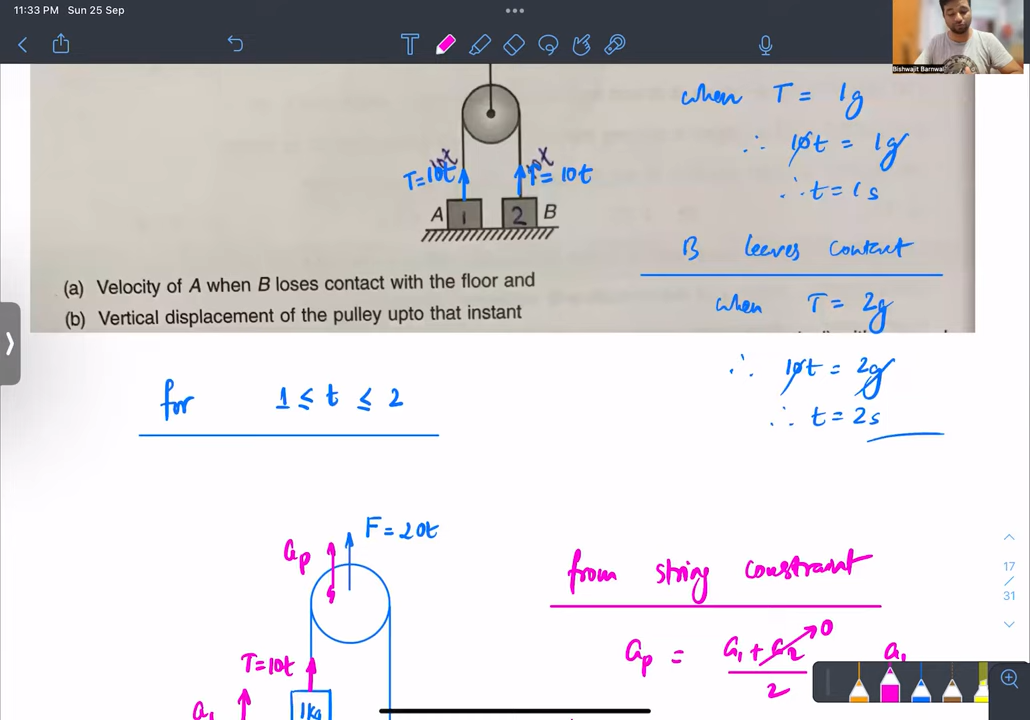 11:33 PM Sun 25 Sep
Bishwajit Barnwal
when T = 1g
∴ 10t = 1g
∴ t = 1s
T = 10t
T = 10t
A 1 2 B
B leaves contact
when T = 2g
∴ 10t = 2g
∴ t = 2s
(a) Velocity of A when B loses contact with the floor and
(b) Vertical displacement of the pulley upto that instant
for 1 ≤ t ≤ 2
F = 20t
ap
from string constraint
ap = a1 + a2 → 0
2
a1
T = 10t
a1
1kg
17
/
31